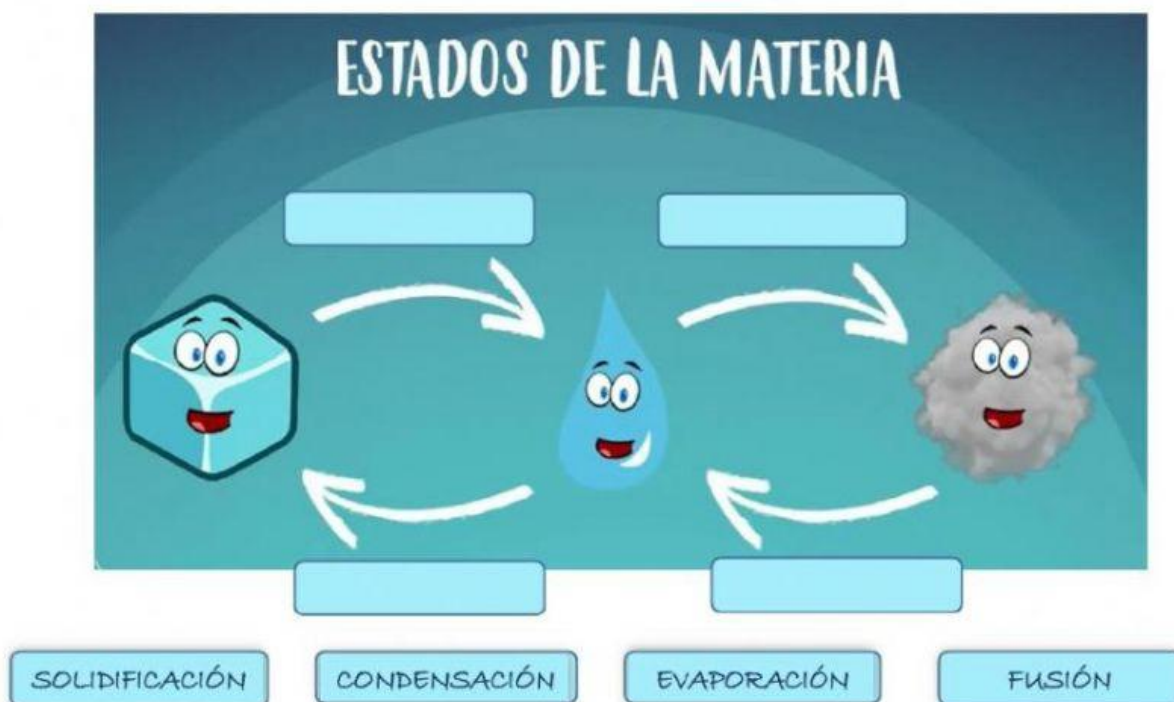 ESTADOS DE LA MATERIA
SOLIDIFICACIÓN
CONDENSACIÓN
EVAPORACIÓN
FUSIÓN